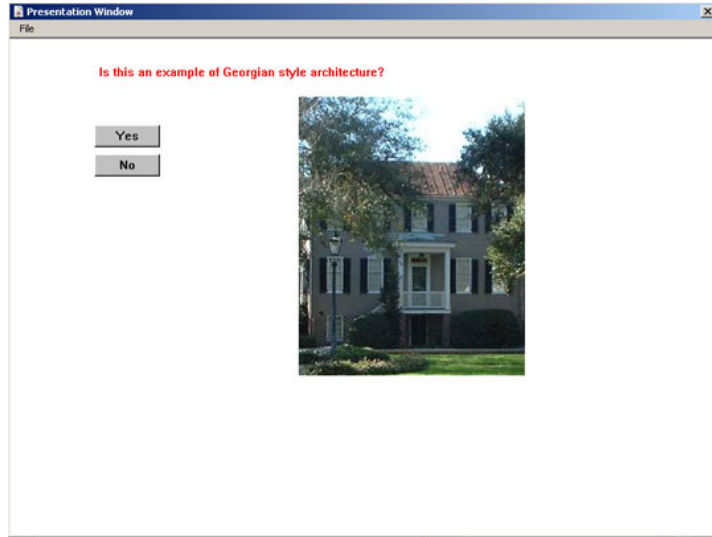 Presentation Window
File
Is this an example of Georgian style architecture?
Yes
No